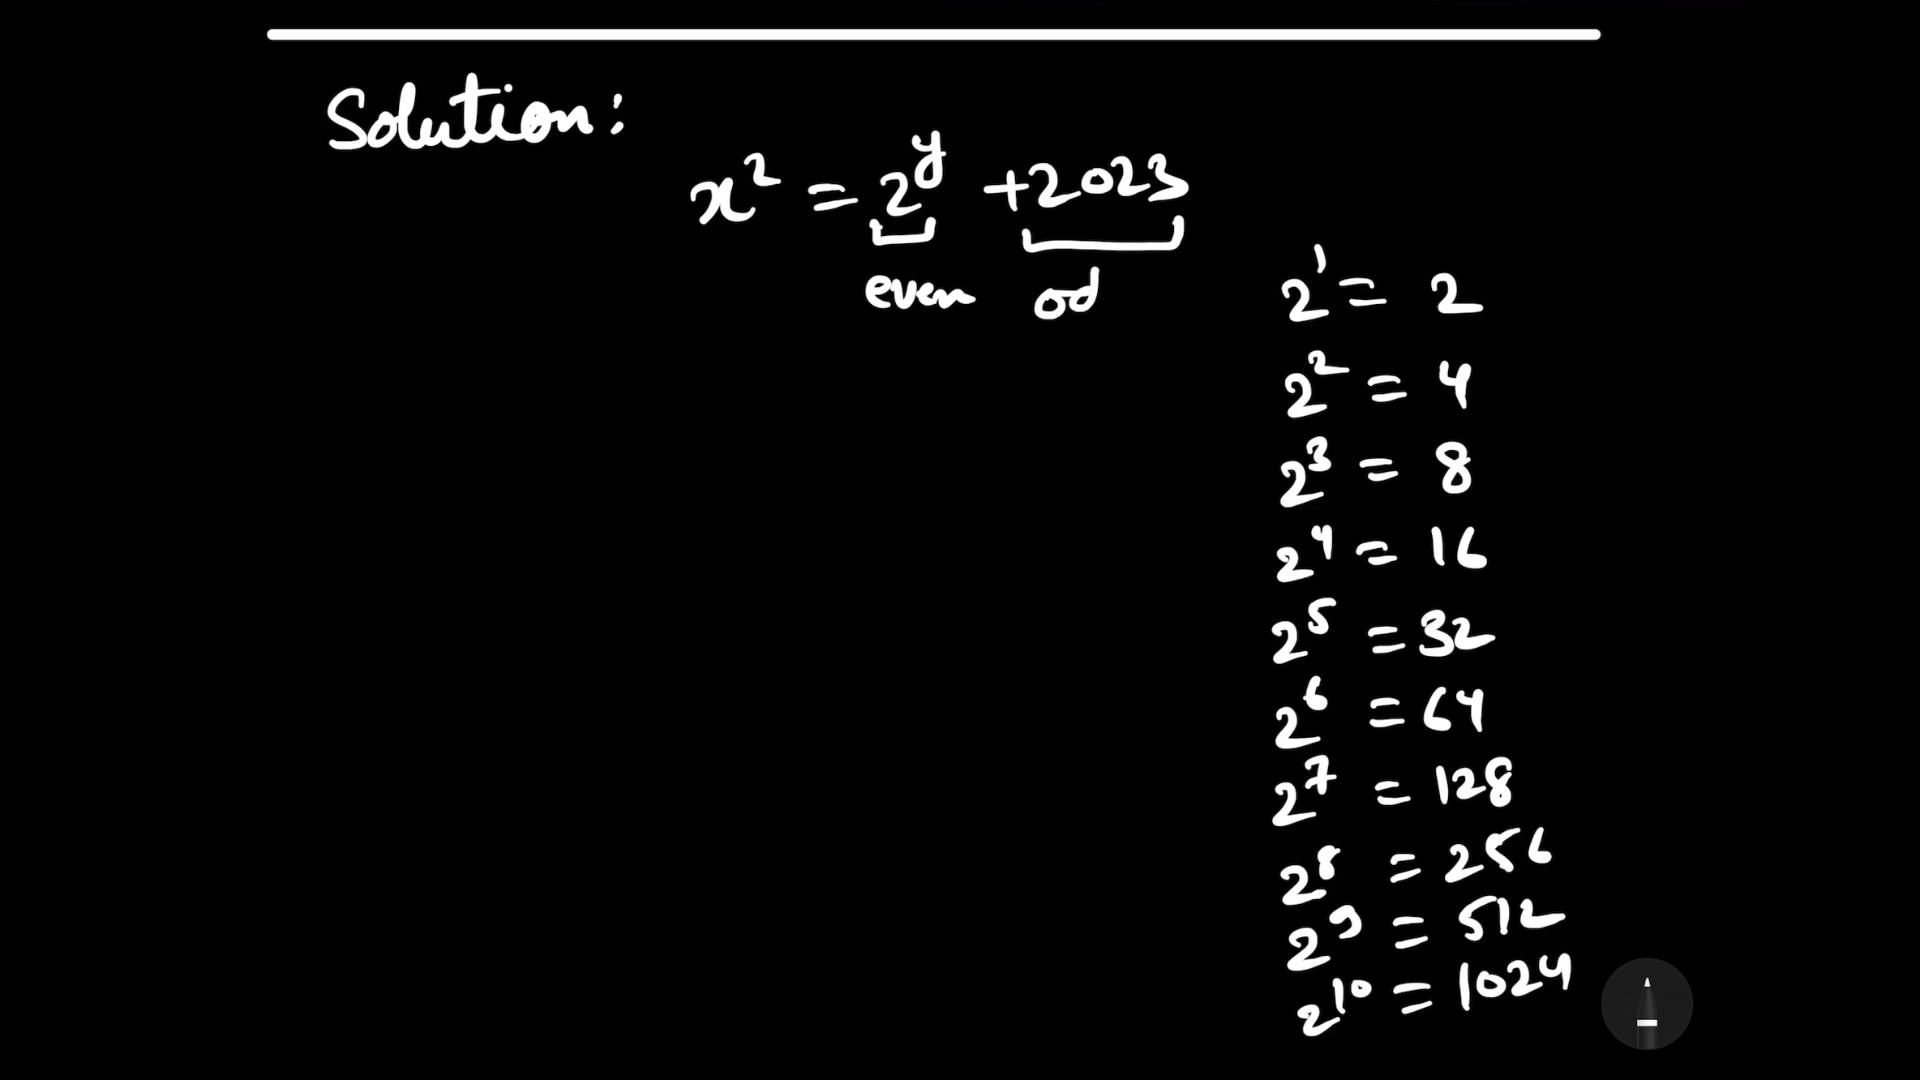 Solution:
x² = 2^y + 2023
even od
2¹ = 2
2² = 4
2³ = 8
2⁴ = 16
2⁵ = 32
2⁶ = 64
2⁷ = 128
2⁸ = 256
2⁹ = 512
2¹⁰ = 1024